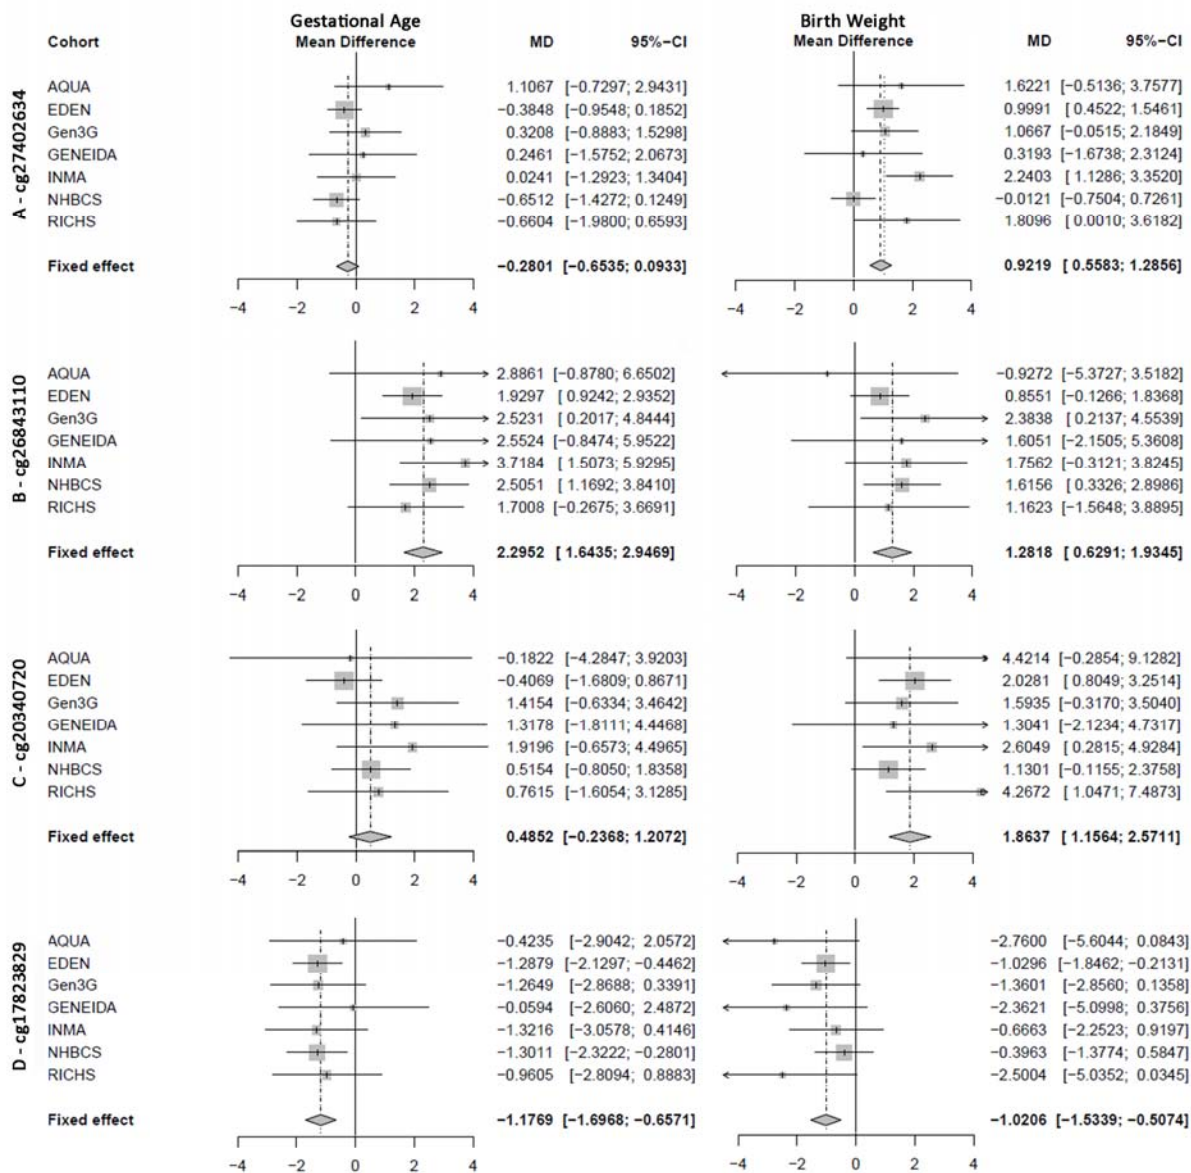 Gestational Age Birth Weight
Cohort Mean Difference MD 95%−CI Mean Difference MD 95%−CI
A - cg27402634
AQUA 1.1067 [−0.7297; 2.9431] 1.6221 [−0.5136; 3.7577]
EDEN −0.3848 [−0.9548; 0.1852] 0.9991 [ 0.4522; 1.5461]
Gen3G 0.3208 [−0.8883; 1.5298] 1.0667 [−0.0515; 2.1849]
GENEIDA 0.2461 [−1.5752; 2.0673] 0.3193 [−1.6738; 2.3124]
INMA 0.0241 [−1.2923; 1.3404] 2.2403 [ 1.1286; 3.3520]
NHBCS −0.6512 [−1.4272; 0.1249] −0.0121 [−0.7504; 0.7261]
RICHS −0.6604 [−1.9800; 0.6593] 1.8096 [ 0.0010; 3.6182]
Fixed effect −0.2801 [−0.6535; 0.0933] 0.9219 [ 0.5583; 1.2856]
−4 −2 0 2 4 −4 −2 0 2 4
B - cg26843110
AQUA 2.8861 [−0.8780; 6.6502] −0.9272 [−5.3727; 3.5182]
EDEN 1.9297 [ 0.9242; 2.9352] 0.8551 [−0.1266; 1.8368]
Gen3G 2.5231 [ 0.2017; 4.8444] 2.3838 [ 0.2137; 4.5539]
GENEIDA 2.5524 [−0.8474; 5.9522] 1.6051 [−2.1505; 5.3608]
INMA 3.7184 [ 1.5073; 5.9295] 1.7562 [−0.3121; 3.8245]
NHBCS 2.5051 [ 1.1692; 3.8410] 1.6156 [ 0.3326; 2.8986]
RICHS 1.7008 [−0.2675; 3.6691] 1.1623 [−1.5648; 3.8895]
Fixed effect 2.2952 [ 1.6435; 2.9469] 1.2818 [ 0.6291; 1.9345]
−4 −2 0 2 4 −4 −2 0 2 4
C - cg20340720
AQUA −0.1822 [−4.2847; 3.9203] 4.4214 [−0.2854; 9.1282]
EDEN −0.4069 [−1.6809; 0.8671] 2.0281 [ 0.8049; 3.2514]
Gen3G 1.4154 [−0.6334; 3.4642] 1.5935 [−0.3170; 3.5040]
GENEIDA 1.3178 [−1.8111; 4.4468] 1.3041 [−2.1234; 4.7317]
INMA 1.9196 [−0.6573; 4.4965] 2.6049 [ 0.2815; 4.9284]
NHBCS 0.5154 [−0.8050; 1.8358] 1.1301 [−0.1155; 2.3758]
RICHS 0.7615 [−1.6054; 3.1285] 4.2672 [ 1.0471; 7.4873]
Fixed effect 0.4852 [−0.2368; 1.2072] 1.8637 [ 1.1564; 2.5711]
−4 −2 0 2 4 −4 −2 0 2 4
D - cg17823829
AQUA −0.4235 [−2.9042; 2.0572] −2.7600 [−5.6044; 0.0843]
EDEN −1.2879 [−2.1297; −0.4462] −1.0296 [−1.8462; −0.2131]
Gen3G −1.2649 [−2.8688; 0.3391] −1.3601 [−2.8560; 0.1358]
GENEIDA −0.0594 [−2.6060; 2.4872] −2.3621 [−5.0998; 0.3756]
INMA −1.3216 [−3.0578; 0.4146] −0.6663 [−2.2523; 0.9197]
NHBCS −1.3011 [−2.3222; −0.2801] −0.3963 [−1.3774; 0.5847]
RICHS −0.9605 [−2.8094; 0.8883] −2.5004 [−5.0352; 0.0345]
Fixed effect −1.1769 [−1.6968; −0.6571] −1.0206 [−1.5339; −0.5074]
−4 −2 0 2 4 −4 −2 0 2 4